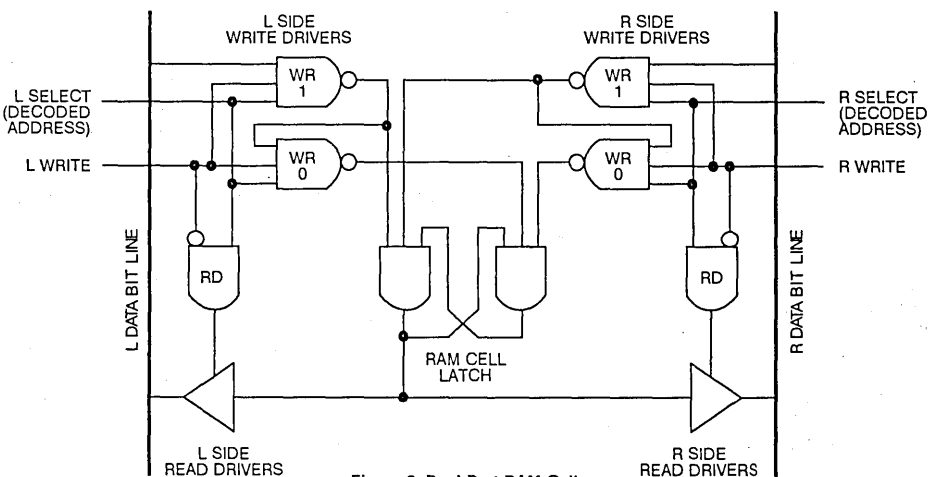 L SIDE
WRITE DRIVERS
R SIDE
WRITE DRIVERS
WR
1
WR
1
L SELECT
(DECODED
ADDRESS)
R SELECT
(DECODED
ADDRESS)
WR
0
WR
0
L WRITE
R WRITE
L DATA BIT LINE
RD
RD
R DATA BIT LINE
RAM CELL
LATCH
L SIDE
READ DRIVERS
R SIDE
READ DRIVERS